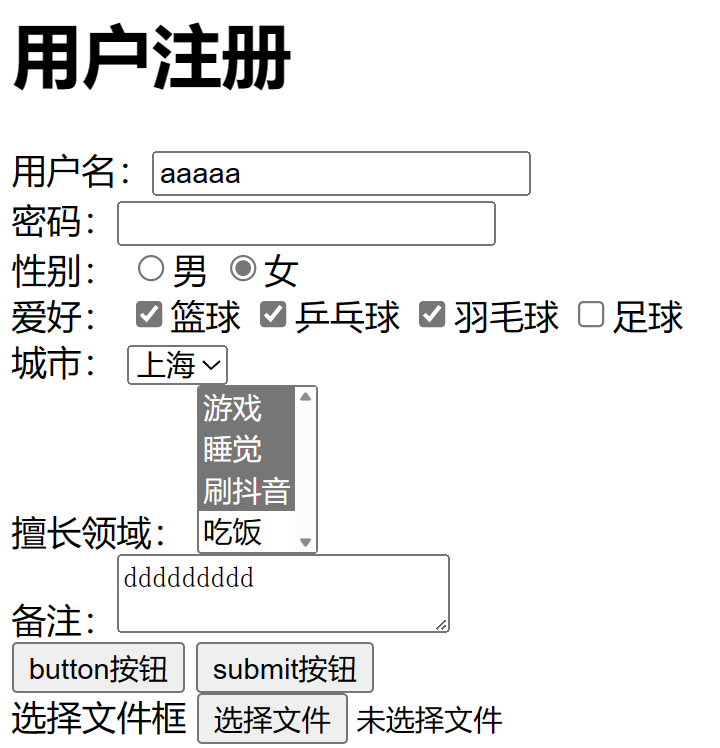 用户注册
用户名： aaaaa
密码：
性别： 男 女
爱好： 篮球 乒乓球 羽毛球 足球
城市： 上海
游戏
睡觉
刷抖音
吃饭
擅长领域：
ddddddddd
备注：
button按钮 submit按钮
选择文件框 选择文件 未选择文件